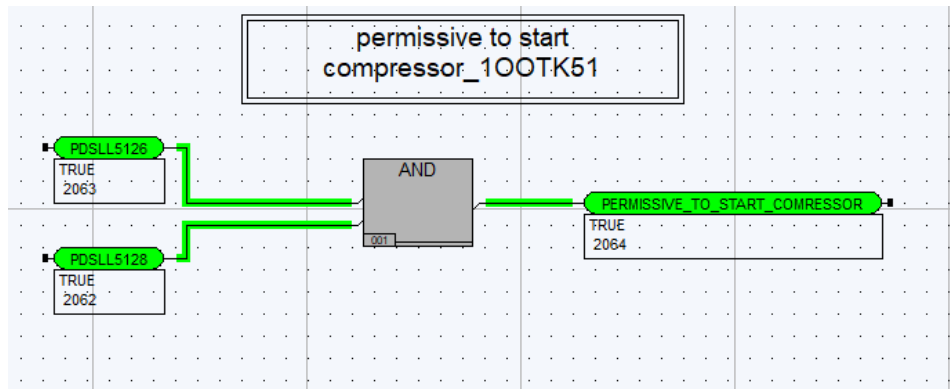 permissive to start
compressor_1OOTK51
PDSLL5126
TRUE
2063
AND
001
PERMISSIVE_TO_START_COMRESSOR
TRUE
2064
PDSLL5128
TRUE
2062